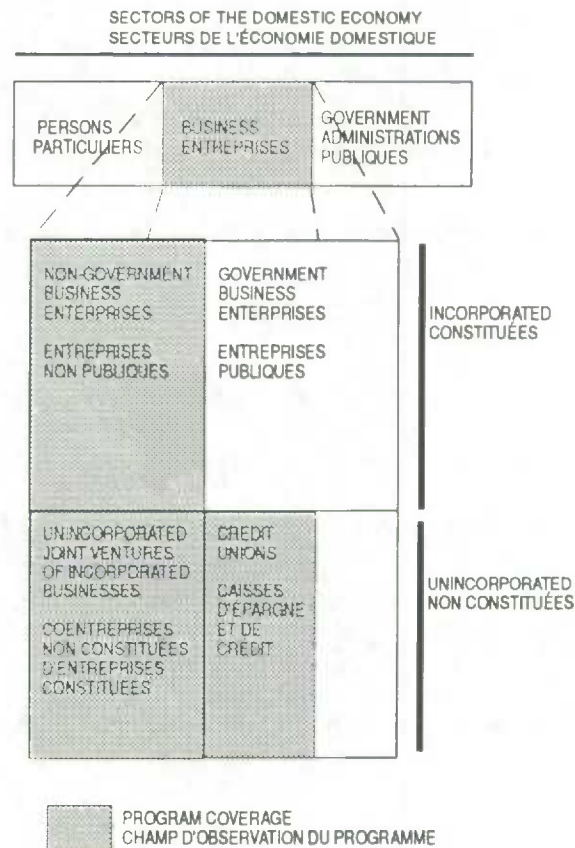 SECTORS OF THE DOMESTIC ECONOMY
SECTEURS DE L'ÉCONOMIE DOMESTIQUE
PERSONS
PARTICULIERS
BUSINESS
ENTREPRISES
GOVERNMENT
ADMINISTRATIONS
PUBLIQUES
NON-GOVERNMENT
BUSINESS
ENTERPRISES
ENTREPRISES
NON PUBLIQUES
GOVERNMENT
BUSINESS
ENTERPRISES
ENTREPRISES
PUBLIQUES
INCORPORATED
CONSTITUÉES
UNINCORPORATED
JOINT VENTURES
OF INCORPORATED
BUSINESSES
COENTREPRISES
NON CONSTITUÉES
D'ENTREPRISES
CONSTITUÉES
CREDIT
UNIONS
CAISSES
D'ÉPARGNE
ET DE
CRÉDIT
UNINCORPORATED
NON CONSTITUÉES
PROGRAM COVERAGE
CHAMP D'OBSERVATION DU PROGRAMME